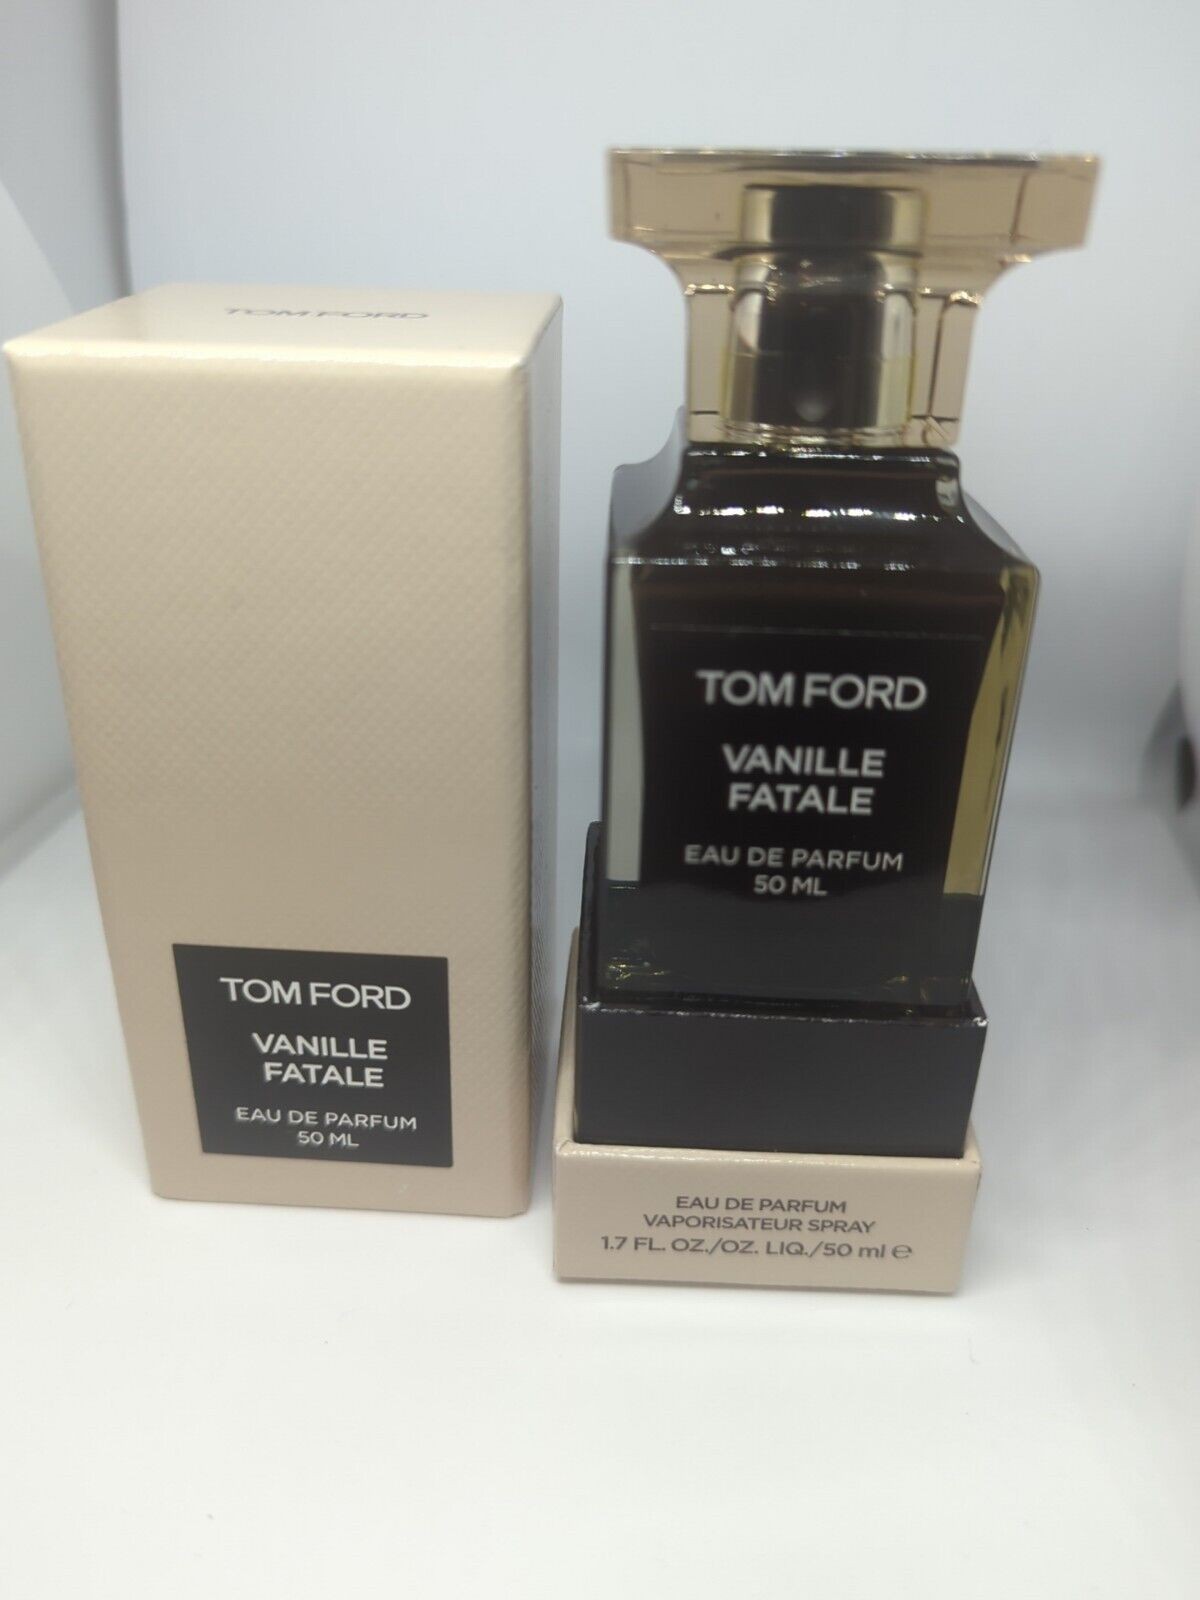 TOM FORD
TOM FORD
VANILLE
FATALE
EAU DE PARFUM
50 ML
TOM FORD
VANILLE
FATALE
EAU DE PARFUM
50 ML
EAU DE PARFUM
VAPORISATEUR SPRAY
1.7 FL. OZ./OZ. LIQ./50 ml ℮